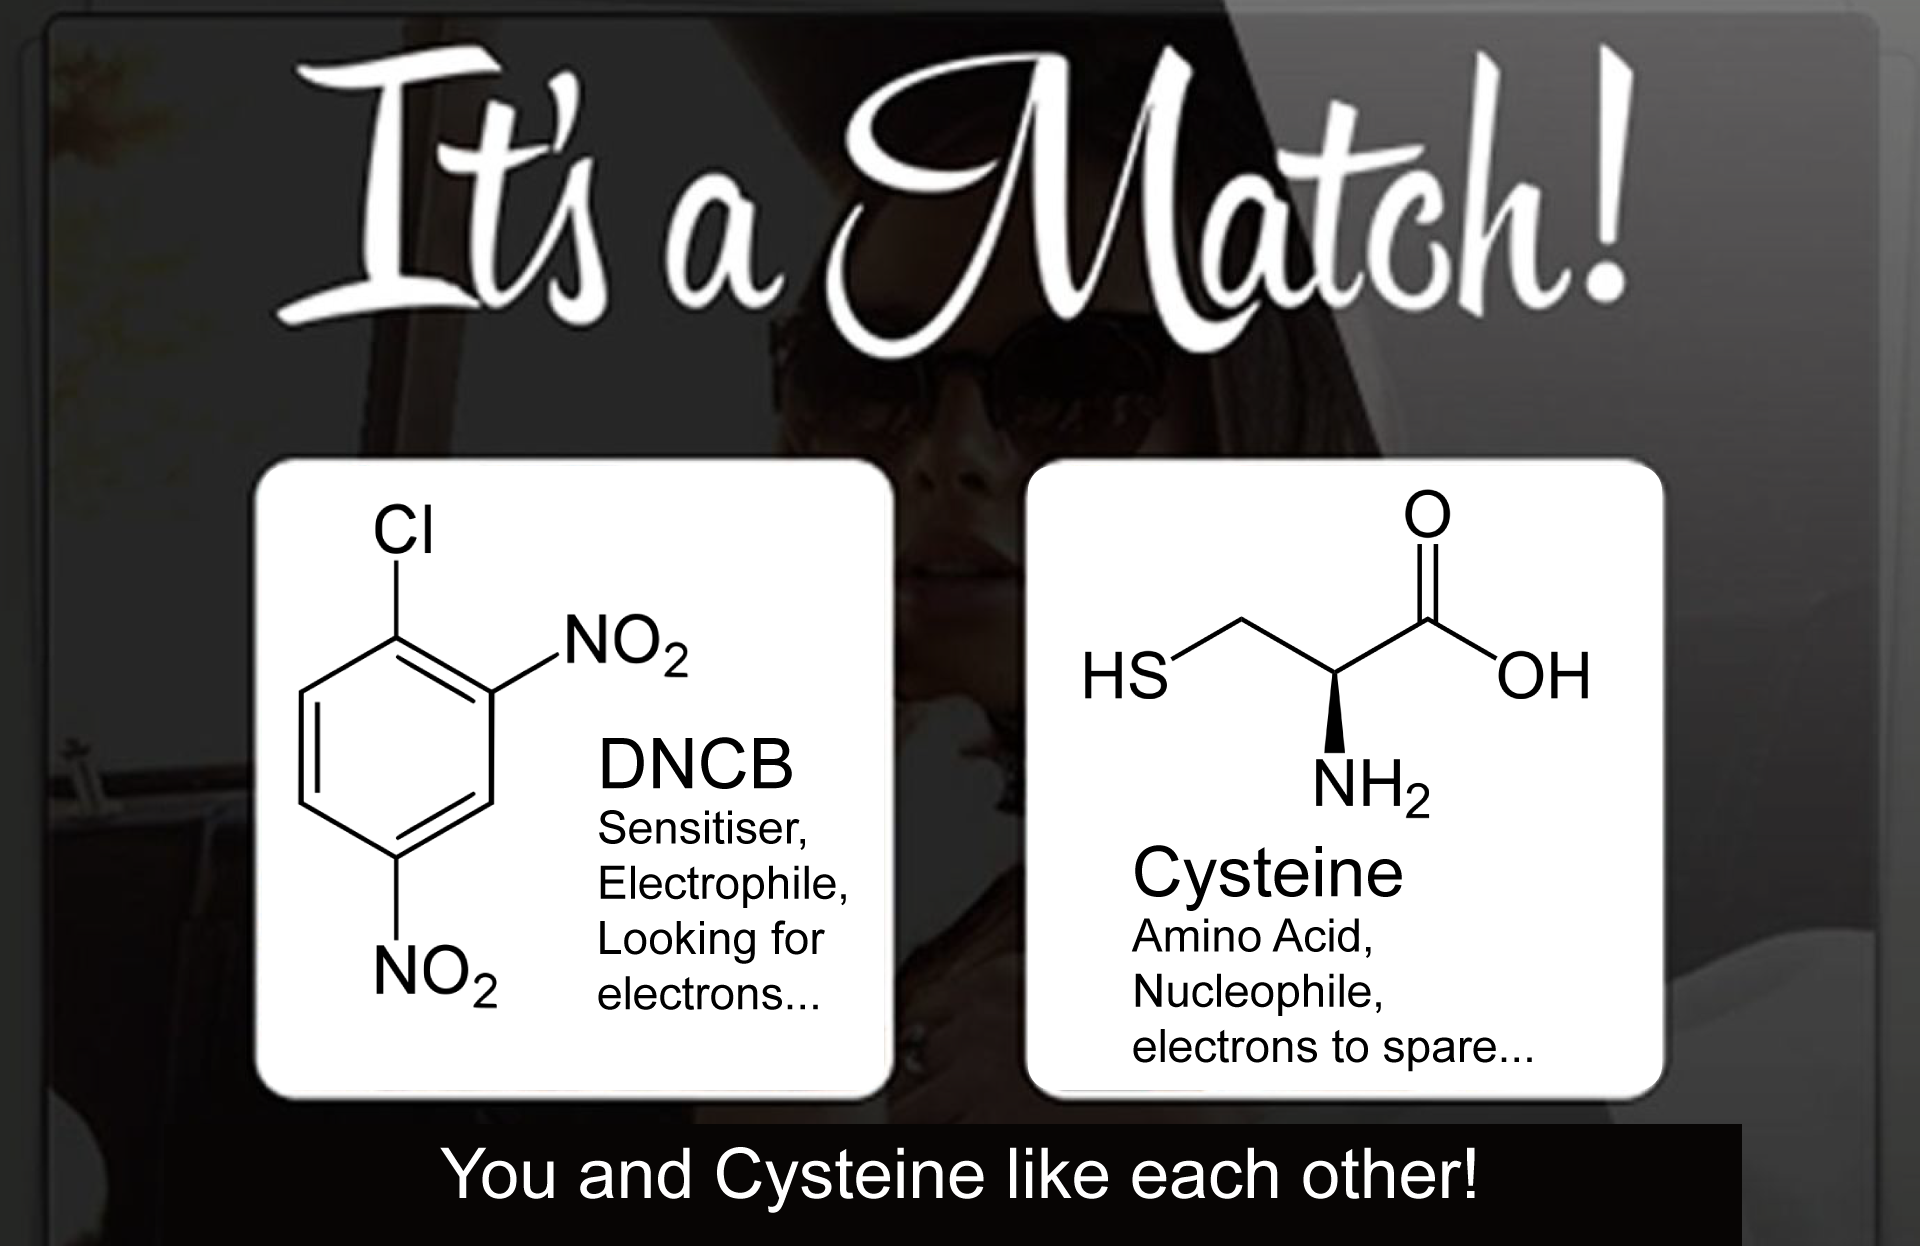 It's a Match!
Cl
NO₂
DNCB
Sensitiser,
Electrophile,
Looking for
electrons...
NO₂
O
HS
OH
NH₂
Cysteine
Amino Acid,
Nucleophile,
electrons to spare...
You and Cysteine like each other!